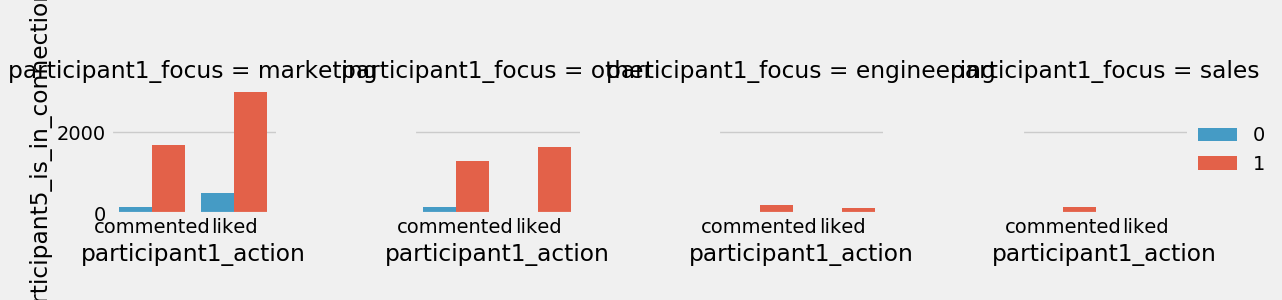 participant1_focus = marketing
participant1_focus = other
participant1_focus = engineering
participant1_focus = sales
rticipant5_is_in_connection
2000
0
commented liked
commented liked
commented liked
commented liked
participant1_action
participant1_action
participant1_action
participant1_action
0
1